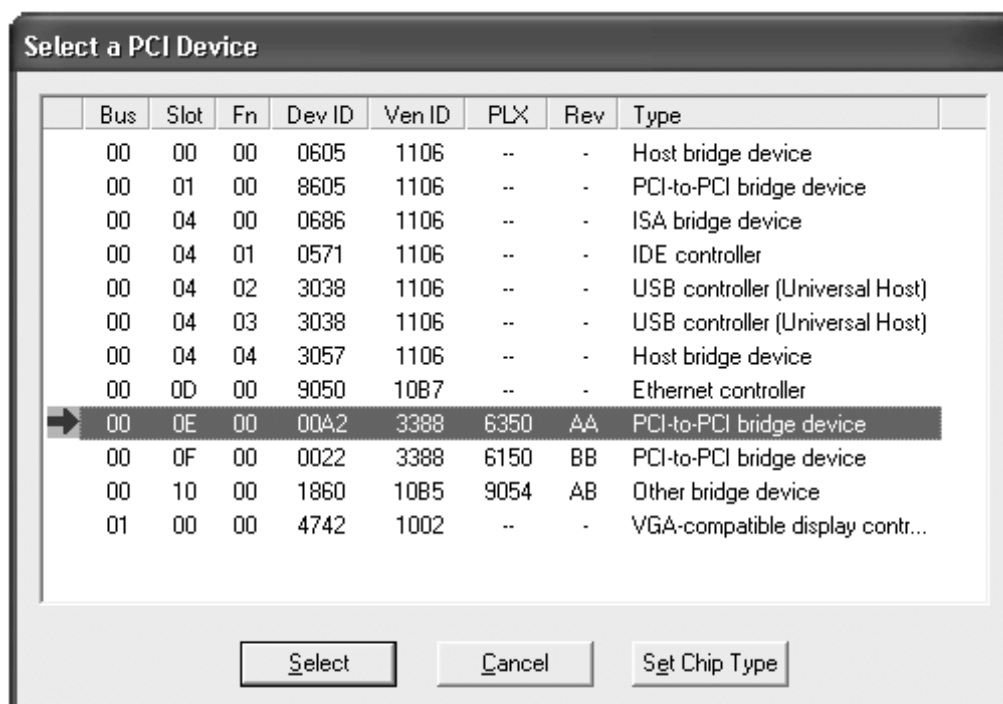 Select a PCI Device
Bus Slot Fn Dev ID Ven ID PLX Rev Type
00 00 00 0605 1106 -- - Host bridge device
00 01 00 8605 1106 -- - PCI-to-PCI bridge device
00 04 00 0686 1106 -- - ISA bridge device
00 04 01 0571 1106 -- - IDE controller
00 04 02 3038 1106 -- - USB controller (Universal Host)
00 04 03 3038 1106 -- - USB controller (Universal Host)
00 04 04 3057 1106 -- - Host bridge device
00 0D 00 9050 10B7 -- - Ethernet controller
00 0E 00 00A2 3388 6350 AA PCI-to-PCI bridge device
00 0F 00 0022 3388 6150 BB PCI-to-PCI bridge device
00 10 00 1860 10B5 9054 AB Other bridge device
01 00 00 4742 1002 -- - VGA-compatible display contr...
Select Cancel Set Chip Type